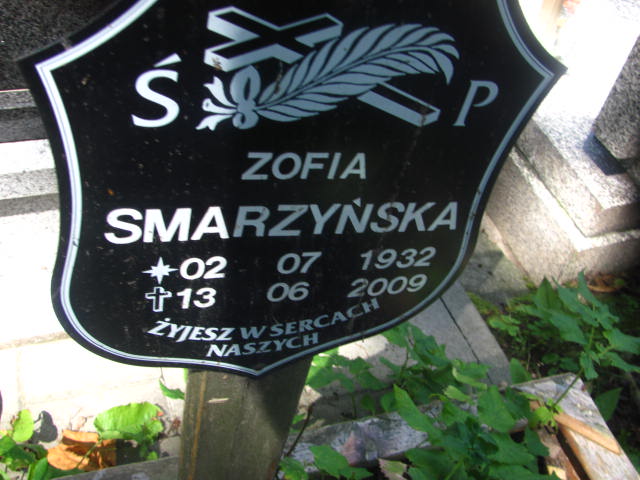 Ś P
ZOFIA
SMARZYŃSKA
02 07 1932
13 06 2009
ŻYJESZ W SERCACH
NASZYCH